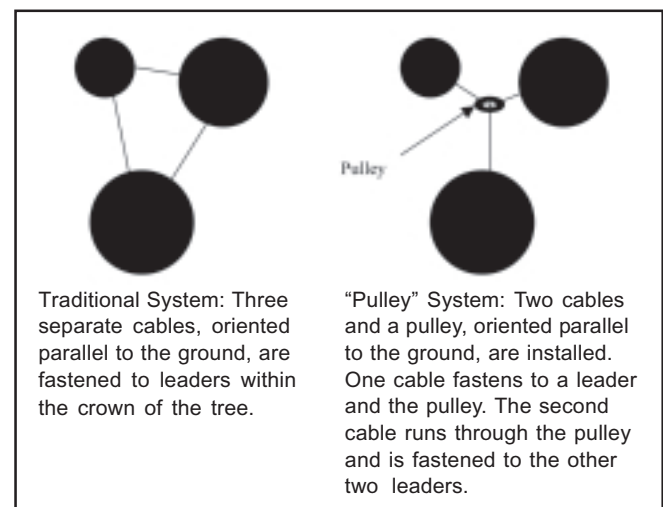 Pulley
Traditional System: Three
separate cables, oriented
parallel to the ground, are
fastened to leaders within
the crown of the tree.
“Pulley” System: Two cables
and a pulley, oriented parallel
to the ground, are installed.
One cable fastens to a leader
and the pulley. The second
cable runs through the pulley
and is fastened to the other
two leaders.